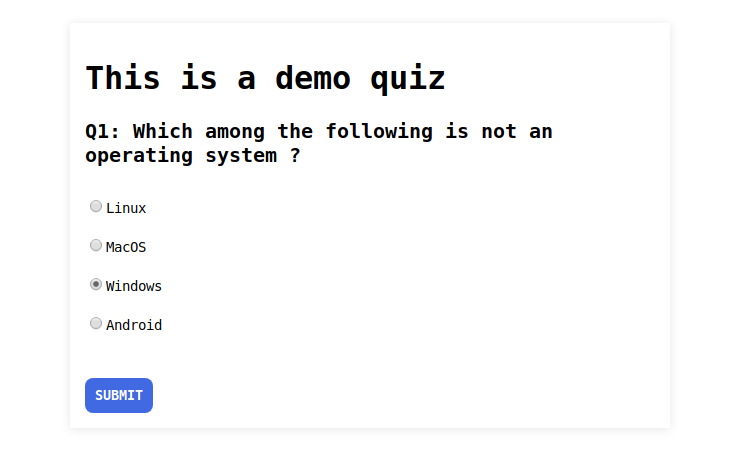 This is a demo quiz
Q1: Which among the following is not an
operating system ?
Linux
MacOS
Windows
Android
SUBMIT